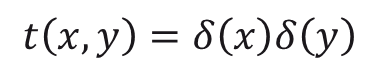 t(x, y) = δ(x)δ(y)